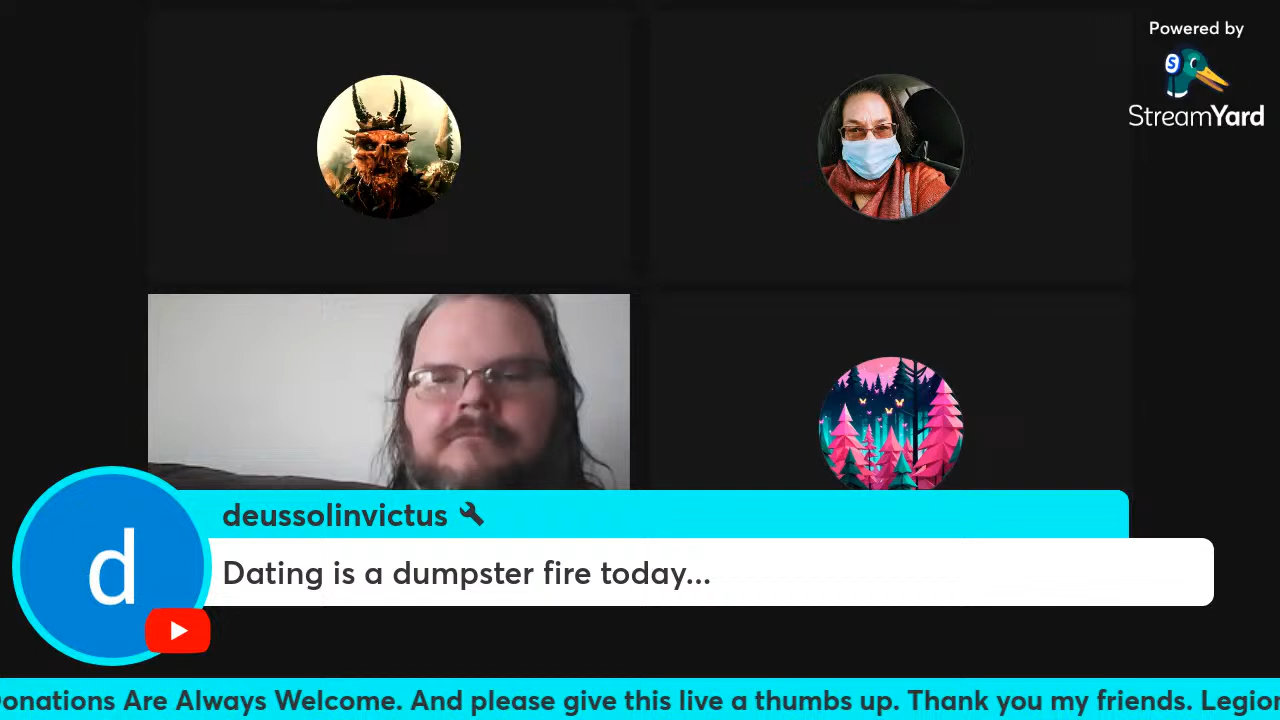 Powered by
S
StreamYard
deussolinvictus
d
Dating is a dumpster fire today...
Donations Are Always Welcome. And please give this live a thumbs up. Thank you my friends. Legion